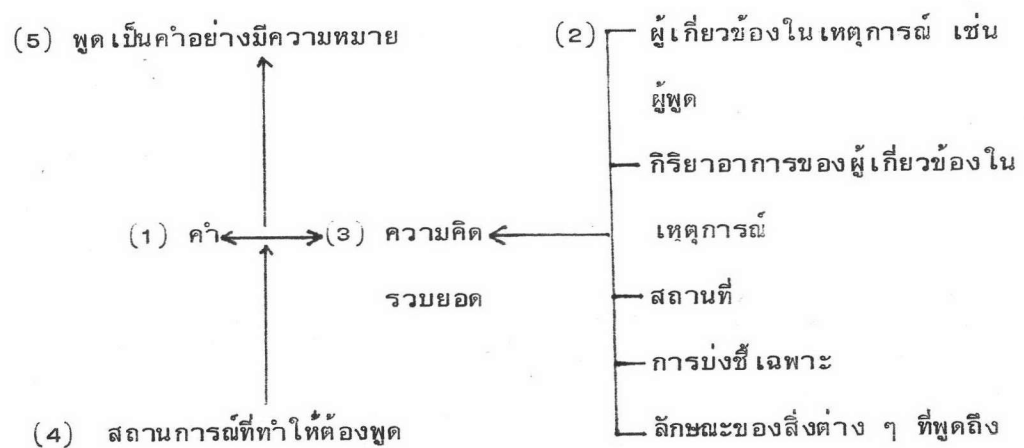 (5) พูดเป็นคำอย่างมีความหมาย
(2) ผู้เกี่ยวข้องในเหตุการณ์ เช่น
ผู้พูด
กิริยาอาการของผู้เกี่ยวข้องใน
เหตุการณ์
(1) คำ
(3) ความคิด
รวบยอด
สถานที่
การบ่งชี้เฉพาะ
(4) สถานการณ์ที่ทำให้ต้องพูด
ลักษณะของสิ่งต่าง ๆ ที่พูดถึง